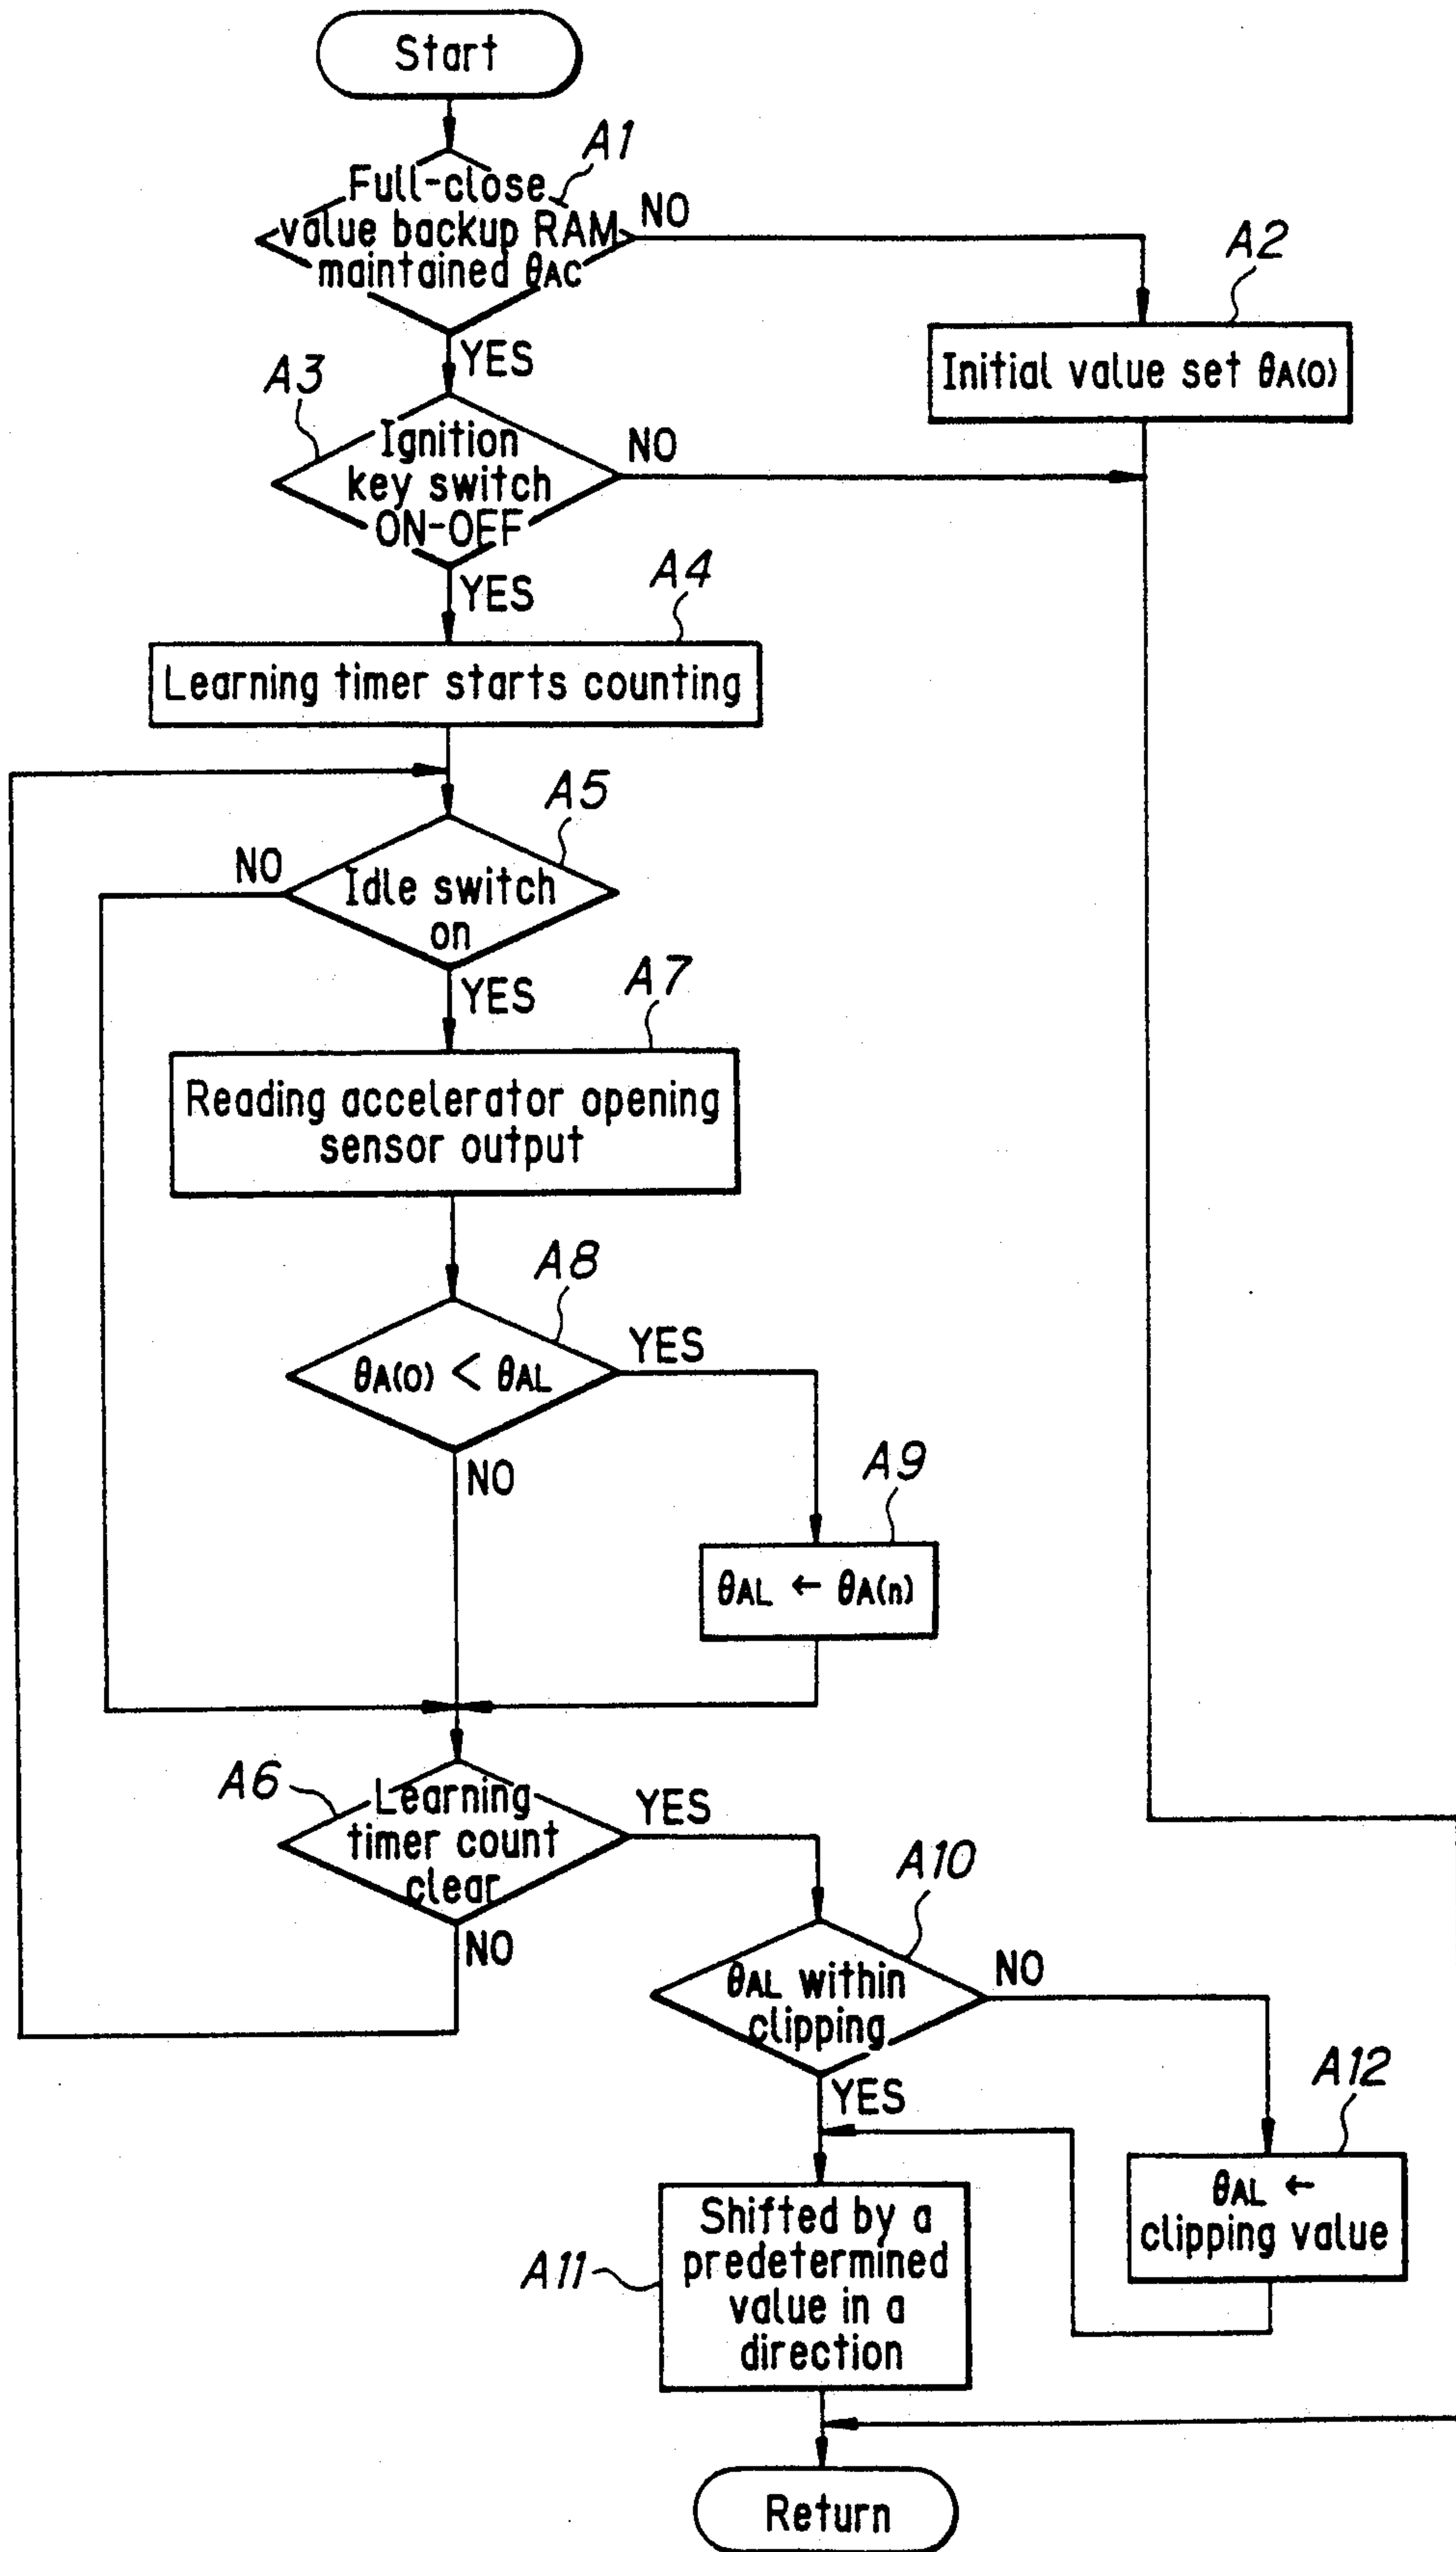 Start
A1
Full-close
value backup RAM
maintained θAC
NO
A2
Initial value set θA(0)
YES
A3
Ignition
key switch
ON-OFF
NO
YES
A4
Learning timer starts counting
A5
NO
Idle switch
on
YES
A7
Reading accelerator opening
sensor output
A8
θA(0) < θAL
YES
NO
A9
θAL ← θA(n)
A6
Learning
timer count
clear
YES
NO
A10
θAL within
clipping
NO
YES
A12
θAL ←
clipping value
A11
Shifted by a
predetermined
value in a
direction
Return